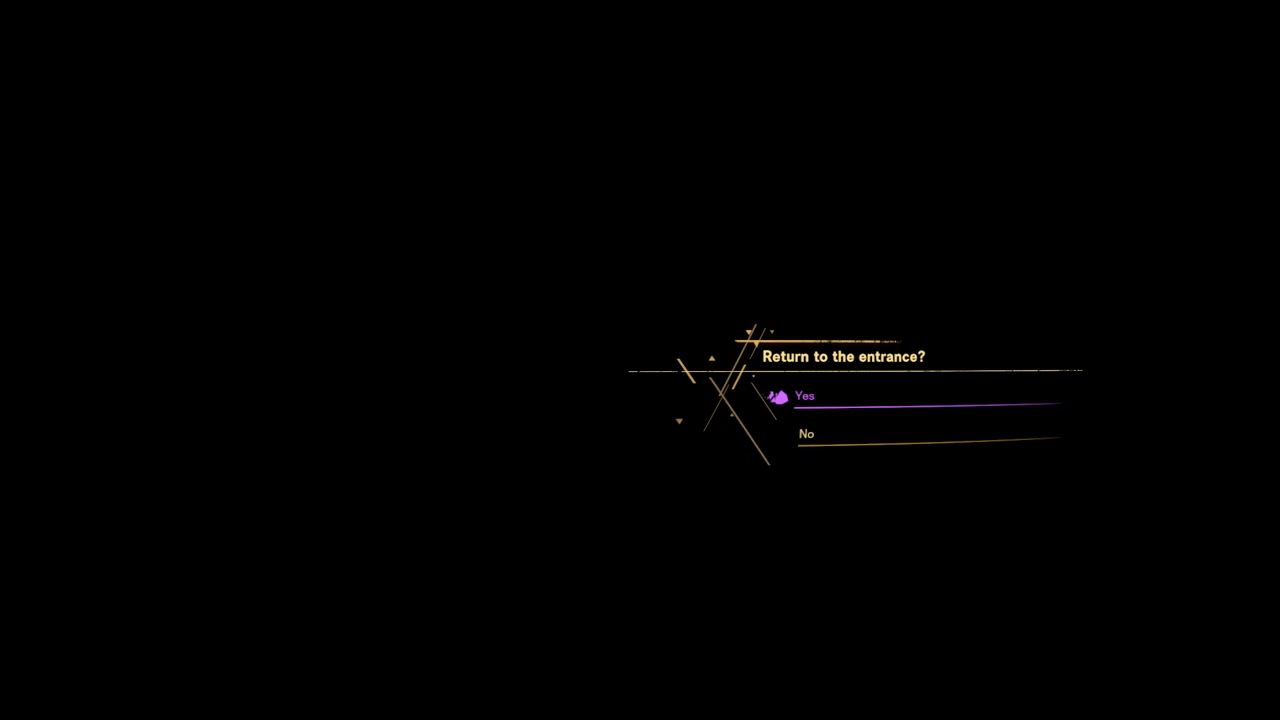 Return to the entrance?
Yes
No